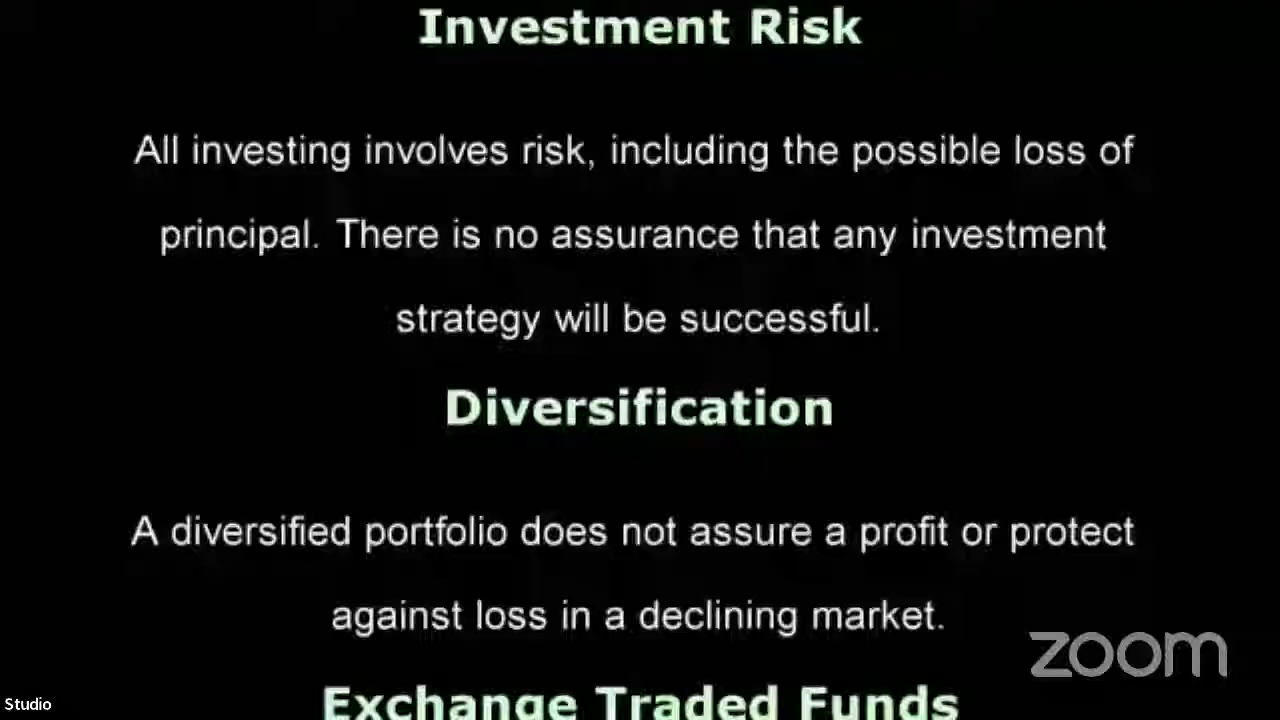 Investment Risk
All investing involves risk, including the possible loss of
principal. There is no assurance that any investment
strategy will be successful.
Diversification
A diversified portfolio does not assure a profit or protect
against loss in a declining market.
zoom
Studio
Exchange Traded Funds